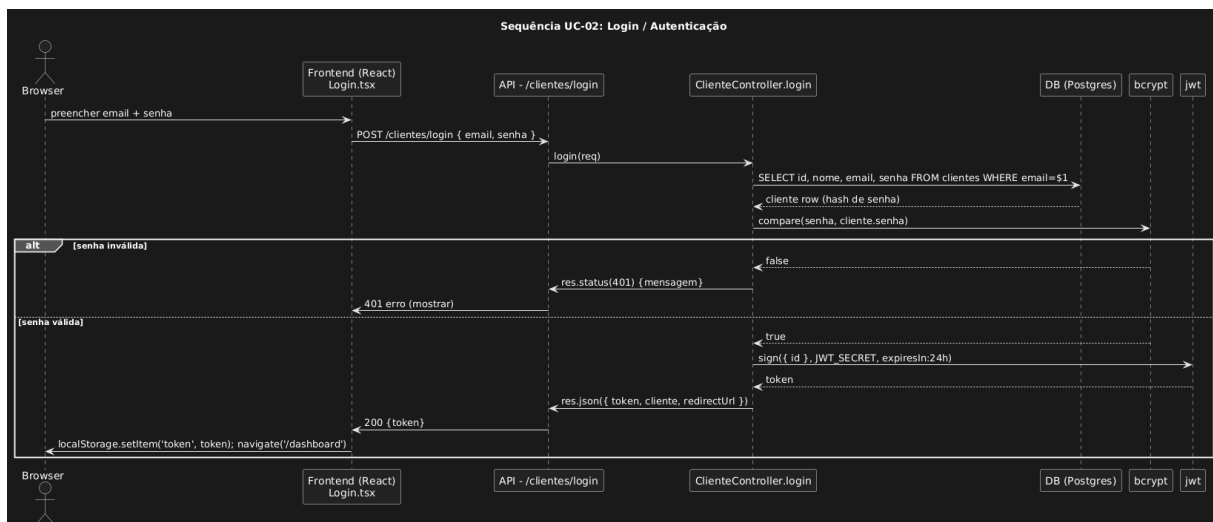 Sequência UC-02: Login / Autenticação
Browser
Frontend (React)
Login.tsx
API - /clientes/login
ClienteController.login
DB (Postgres)
bcrypt
jwt
preencher email + senha
POST /clientes/login { email, senha }
login(req)
SELECT id, nome, email, senha FROM clientes WHERE email=$1
cliente row (hash de senha)
compare(senha, cliente.senha)
alt
[senha inválida]
false
res.status(401) {mensagem}
401 erro (mostrar)
[senha válida]
true
sign({ id }, JWT_SECRET, expiresIn:24h)
token
res.json({ token, cliente, redirectUrl })
200 {token}
localStorage.setItem('token', token); navigate('/dashboard')
Browser
Frontend (React)
Login.tsx
API - /clientes/login
ClienteController.login
DB (Postgres)
bcrypt
jwt